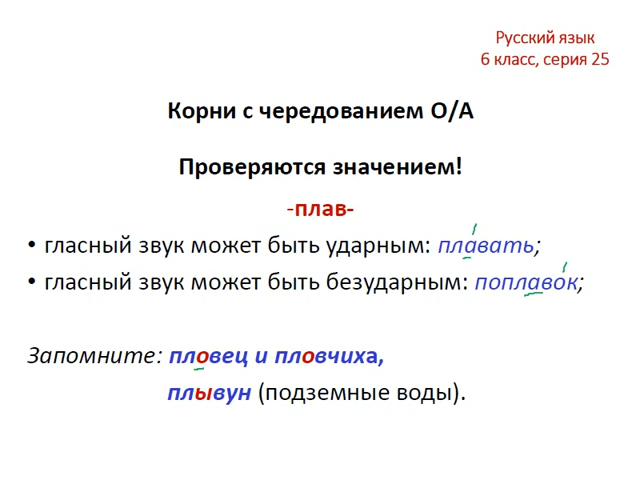 Русский язык
6 класс, серия 25
Корни с чередованием О/А
Проверяются значением!
-плав-
• гласный звук может быть ударным: плавать;
• гласный звук может быть безударным: поплавок;
Запомните: пловец и пловчиха,
плывун (подземные воды).